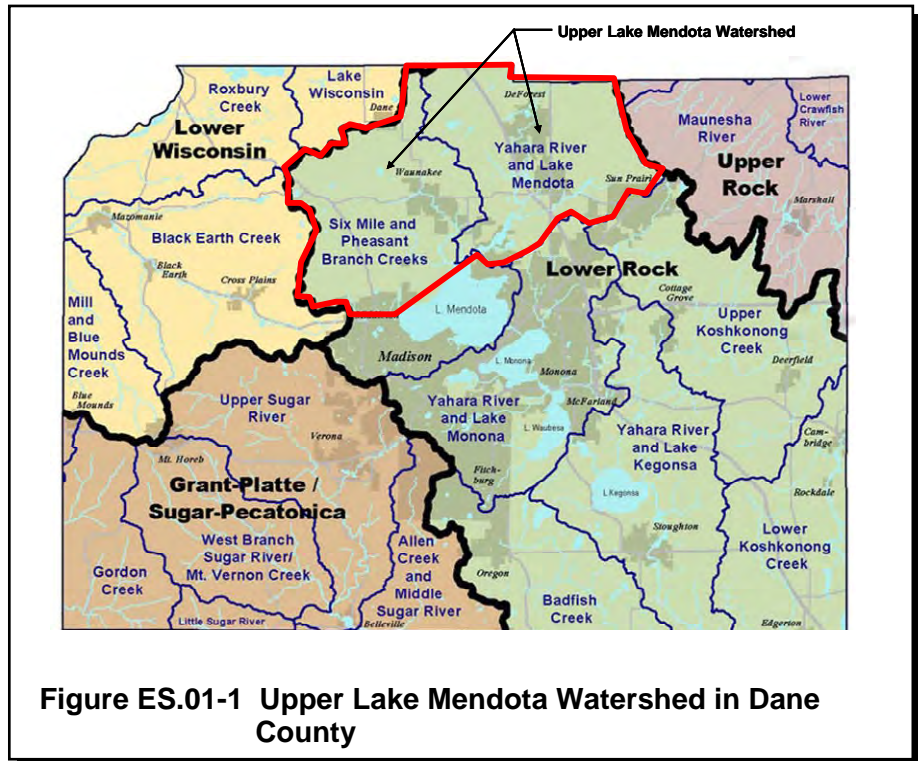 Upper Lake Mendota Watershed
Roxbury
Creek
Lake
Wisconsin
Dane
DeForest
Lower
Crawfish
River
Maunesha
River
Lower
Wisconsin
Yahara River
and Lake
Mendota
Upper
Rock
Waunakee
Sun Prairie
Marshall
Mazomanie
Black Earth Creek
Six Mile and
Pheasant
Branch Creeks
Black
Earth
Cross Plains
Lower Rock
Cottage
Grove
Mill
and
Blue
Mounds
Creek
L. Mendota
Upper
Koshkonong
Creek
Madison
L. Monona
Monona
Deerfield
Blue
Mounds
Upper Sugar
River
McFarland
Yahara River
and Lake
Monona
L. Waubesa
Yahara River
and Lake
Kegonsa
Verona
Cam-
bridge
Mt. Horeb
Fitch-
burg
Grant-Platte /
Sugar-Pecatonica
L.Kegonsa
Rockdale
Stoughton
West Branch
Sugar River/
Mt. Vernon Creek
Allen
Creek
and
Middle
Sugar River
Lower
Koshkonong
Creek
Gordon
Creek
Oregon
Badfish
Creek
Little Sugar River
Belleville
Edgerton
Figure ES.01-1 Upper Lake Mendota Watershed in Dane
County